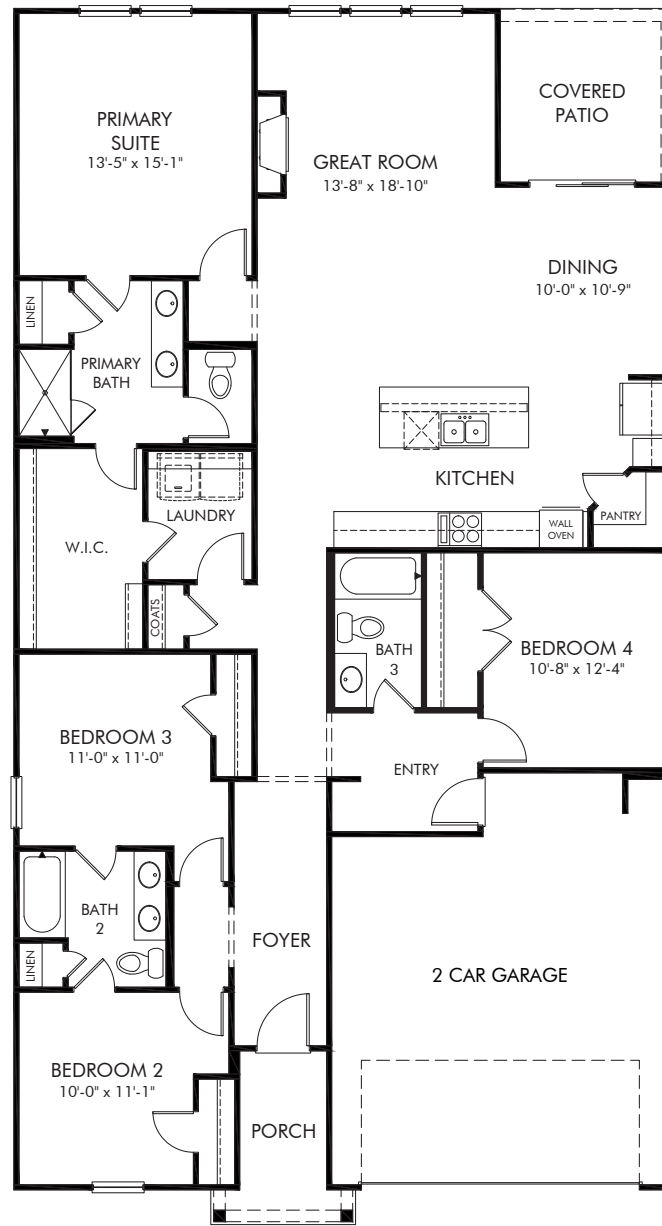 PRIMARY
SUITE
13'-5" x 15'-1"
GREAT ROOM
13'-8" x 18'-10"
COVERED
PATIO
DINING
10'-0" x 10'-9"
LINEN
PRIMARY
BATH
KITCHEN
W.I.C.
LAUNDRY
WALL
OVEN
PANTRY
COATS
BATH
3
BEDROOM 4
10'-8" x 12'-4"
BEDROOM 3
11'-0" x 11'-0"
ENTRY
BATH
2
LINEN
FOYER
2 CAR GARAGE
BEDROOM 2
10'-0" x 11'-1"
PORCH